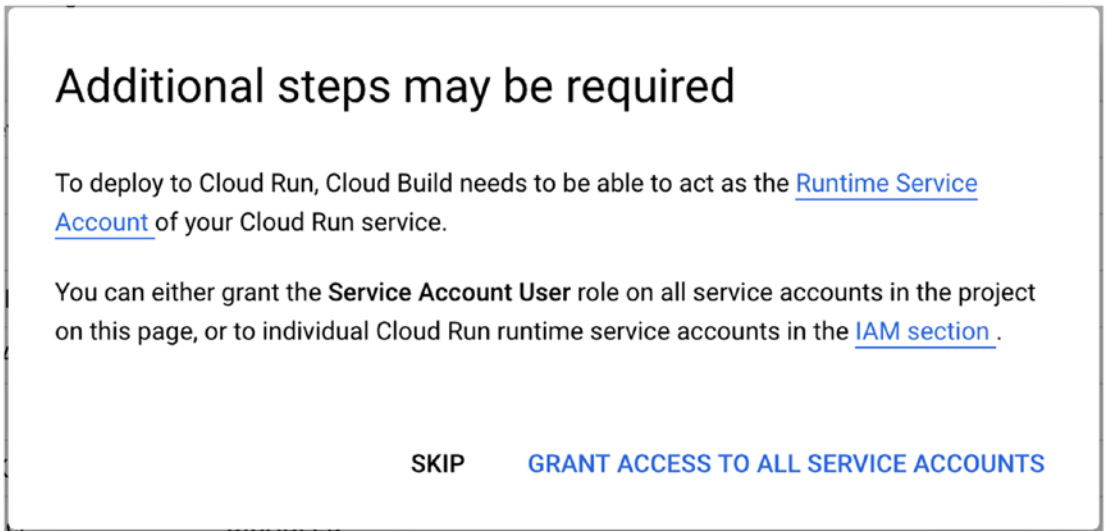 Additional steps may be required
To deploy to Cloud Run, Cloud Build needs to be able to act as the Runtime Service
Account of your Cloud Run service.
You can either grant the Service Account User role on all service accounts in the project
on this page, or to individual Cloud Run runtime service accounts in the IAM section .
SKIP GRANT ACCESS TO ALL SERVICE ACCOUNTS